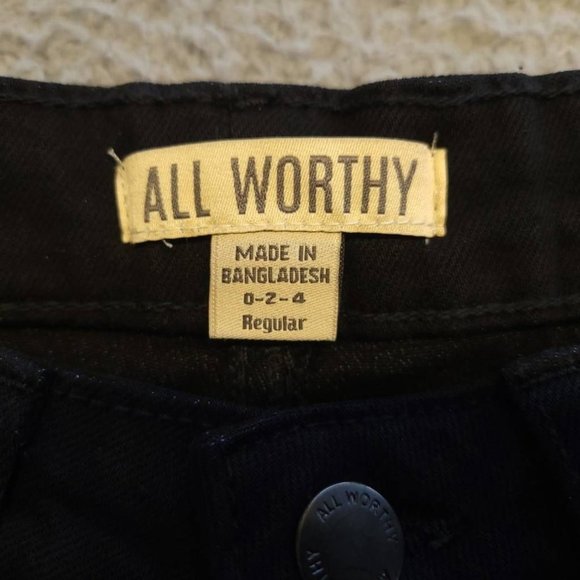 ALL WORTHY
MADE IN
BANGLADESH
0-2-4
Regular
ALL WORTHY